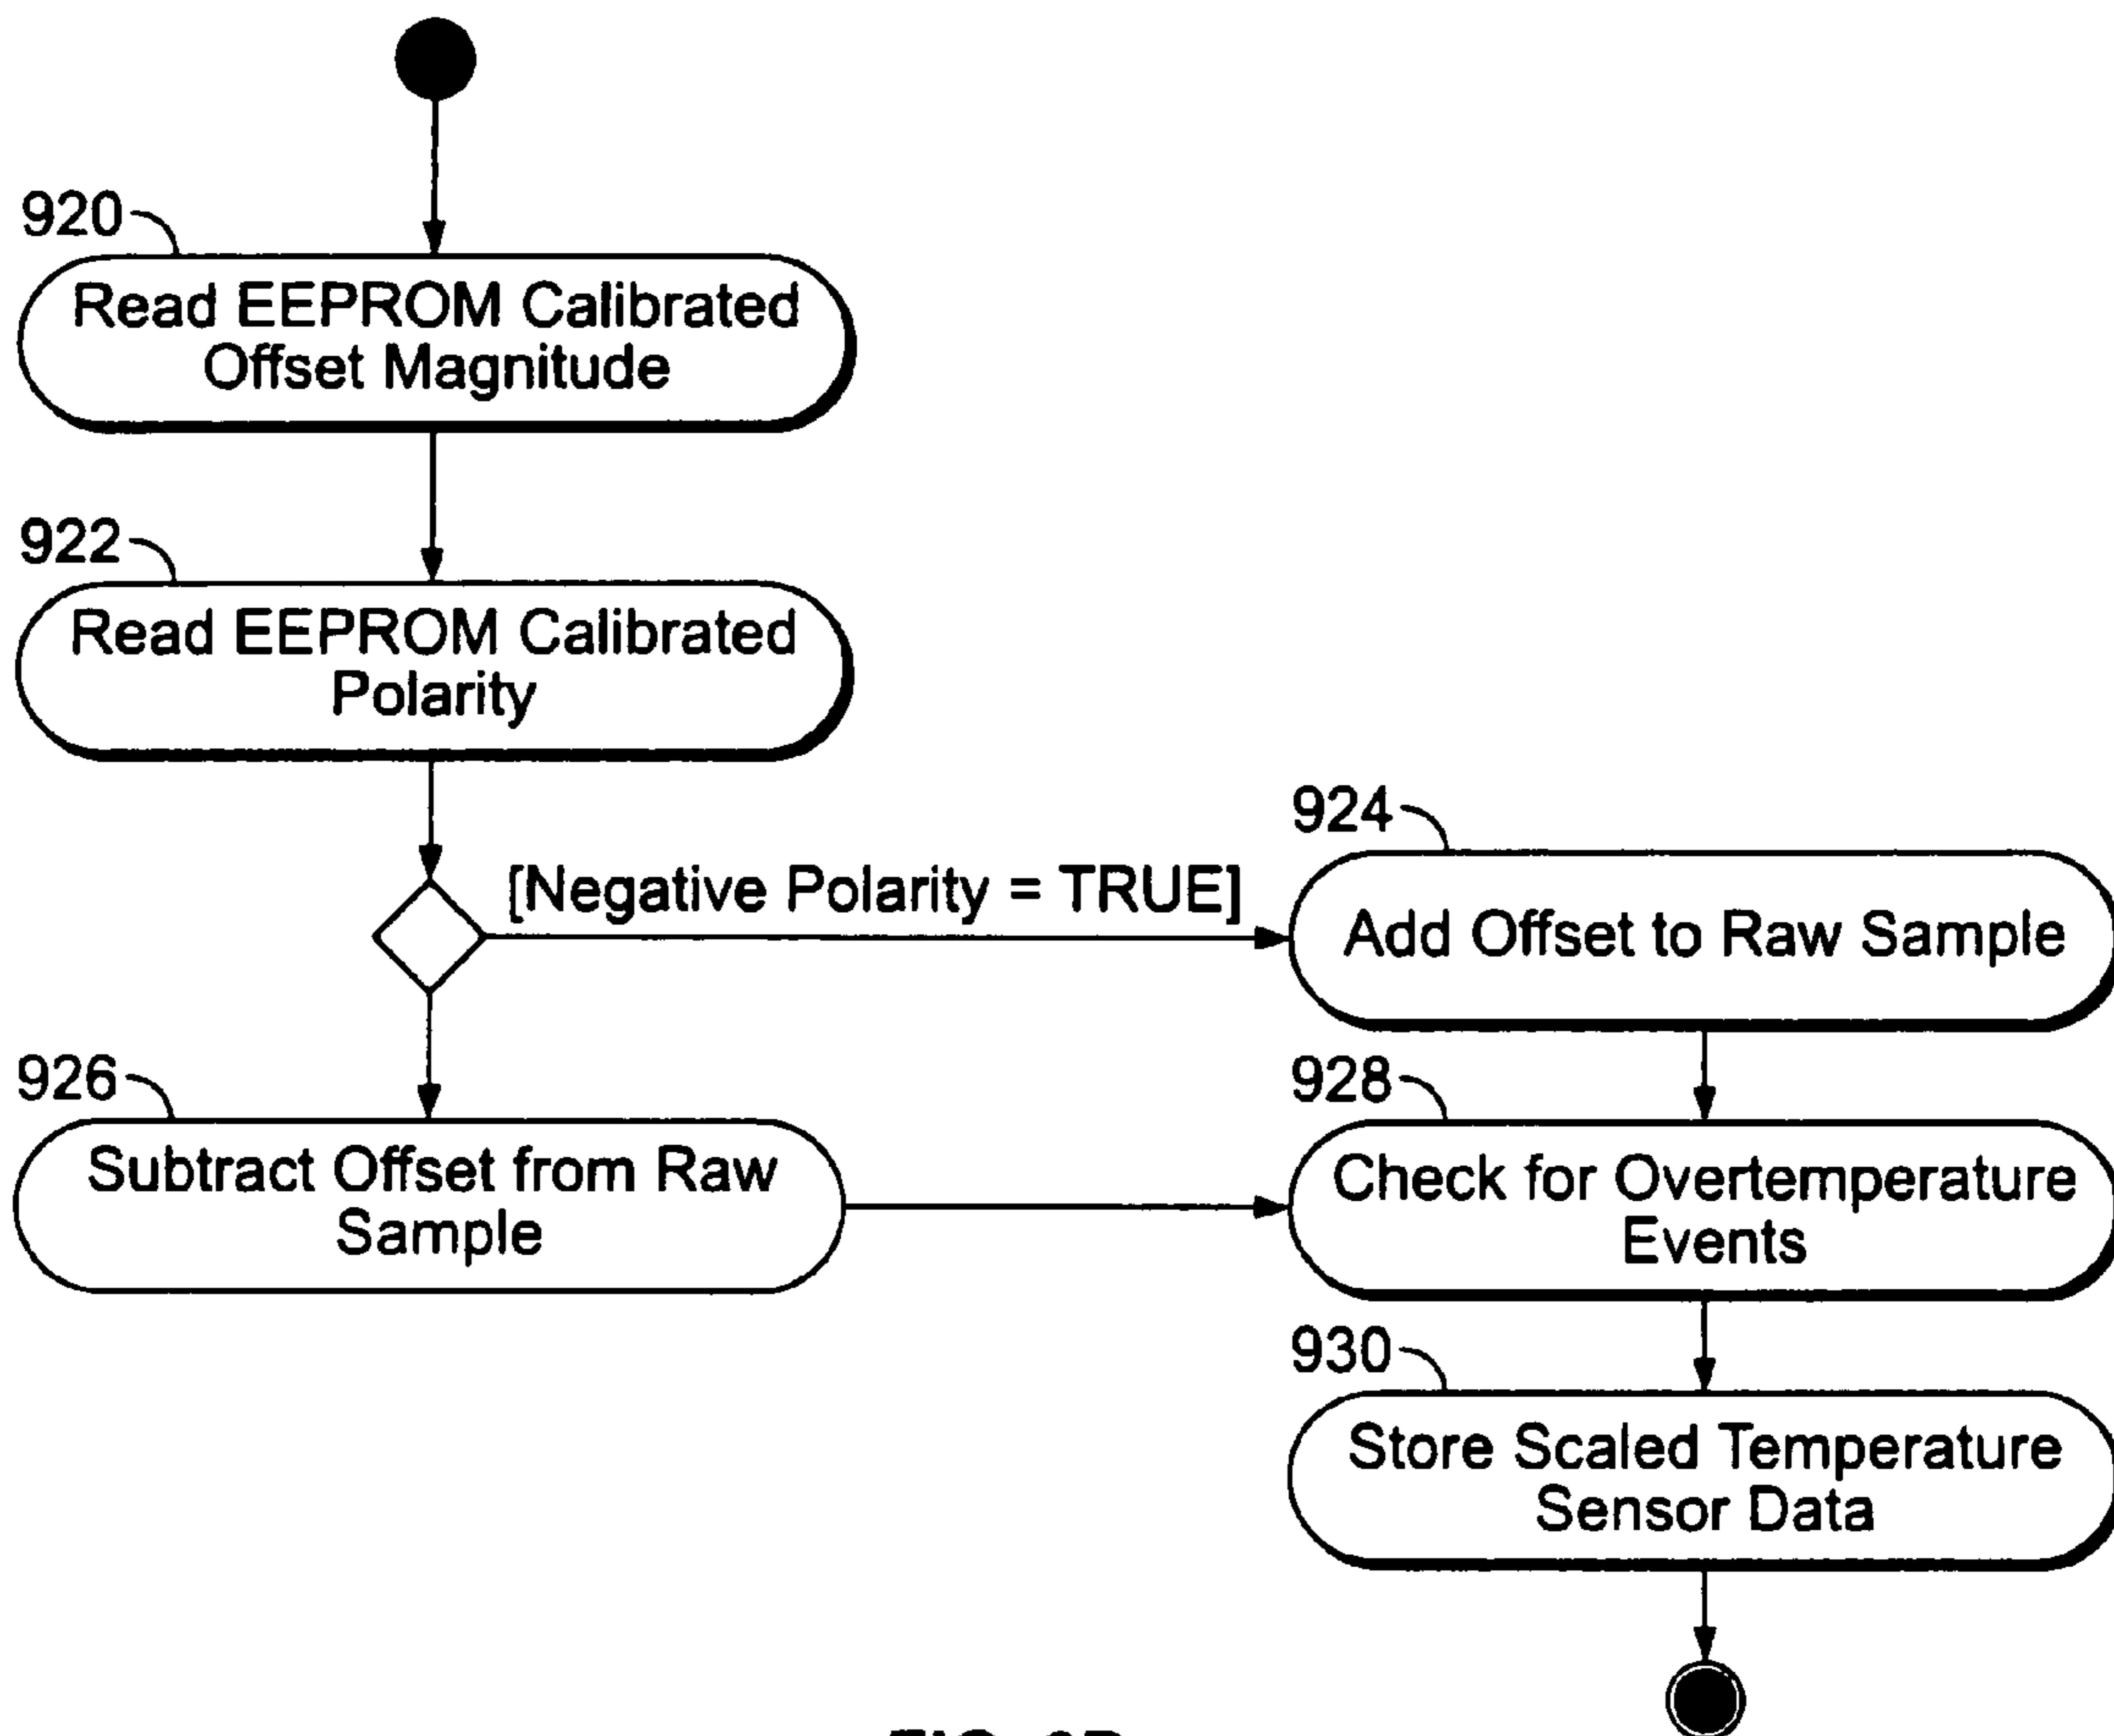 920
Read EEPROM Calibrated
Offset Magnitude
922
Read EEPROM Calibrated
Polarity
[Negative Polarity = TRUE]
924
Add Offset to Raw Sample
926
Subtract Offset from Raw
Sample
928
Check for Overtemperature
Events
930
Store Scaled Temperature
Sensor Data